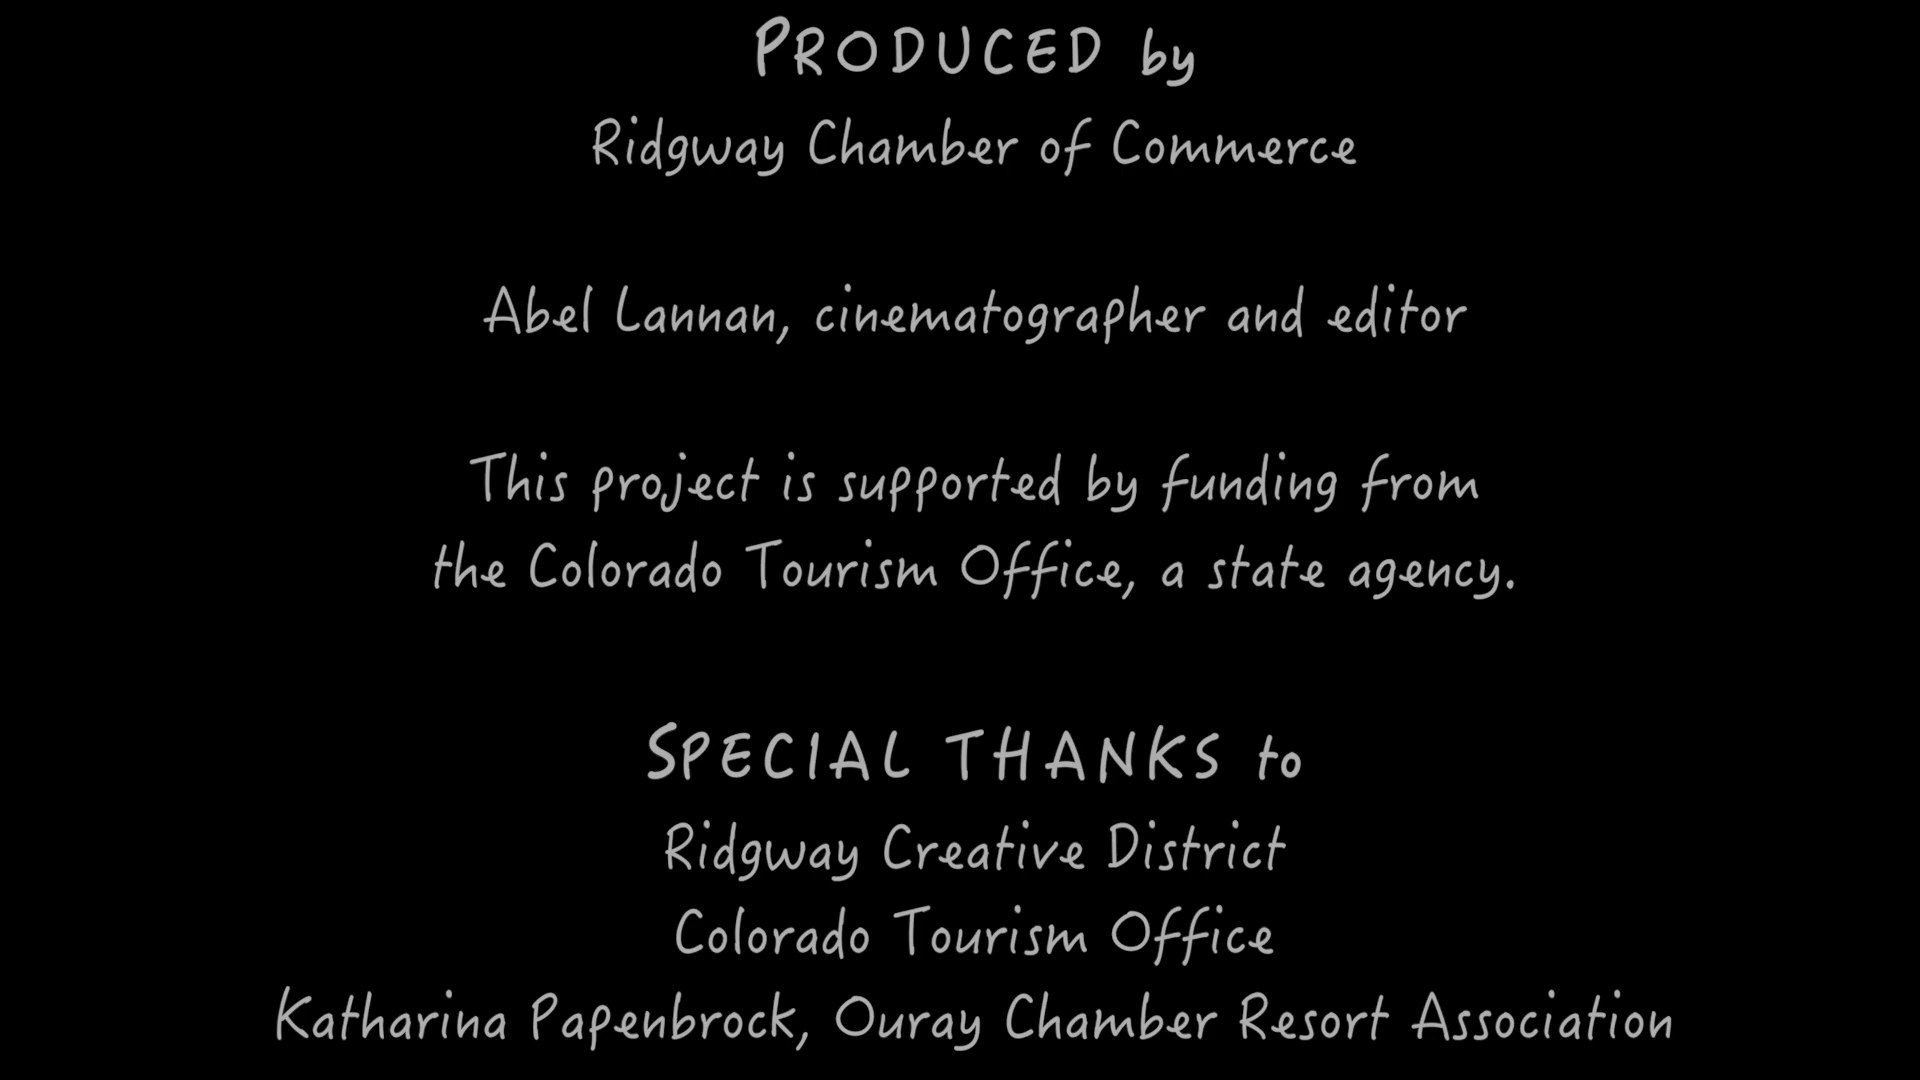 PRODUCED by
Ridgway Chamber of Commerce
Abel Lannan, cinematographer and editor
This project is supported by funding from
the Colorado Tourism Office, a state agency.
SPECIAL THANKS to
Ridgway Creative District
Colorado Tourism Office
Katharina Papenbrock, Ouray Chamber Resort Association